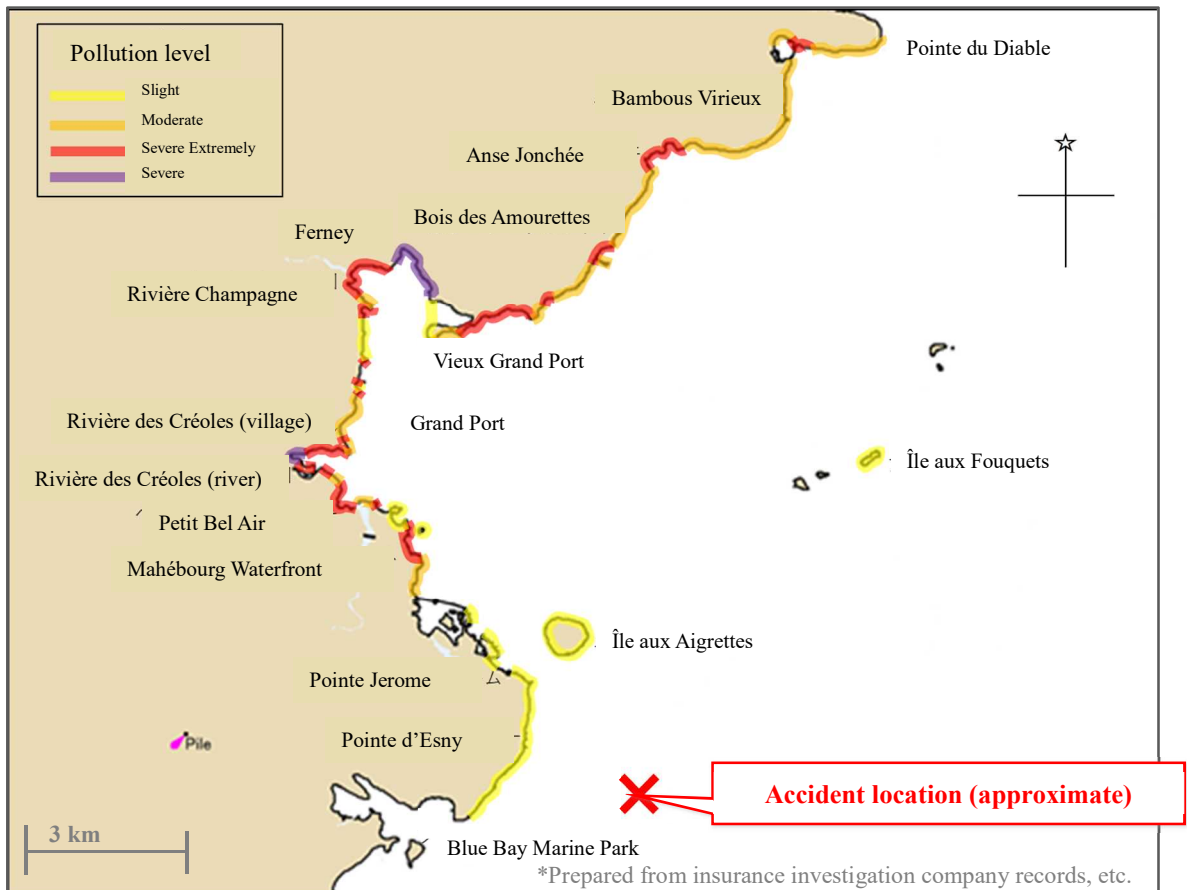 Pollution level
Slight
Moderate
Severe Extremely
Severe
Pointe du Diable
Bambous Virieux
Anse Jonchée
Bois des Amourettes
Ferney
Rivière Champagne
Vieux Grand Port
Rivière des Créoles (village)
Grand Port
Île aux Fouquets
Rivière des Créoles (river)
Petit Bel Air
Mahébourg Waterfront
Île aux Aigrettes
Pointe Jerome
ム
Pointe d’Esny
Pile
Accident location (approximate)
3 km
Blue Bay Marine Park
*Prepared from insurance investigation company records, etc.